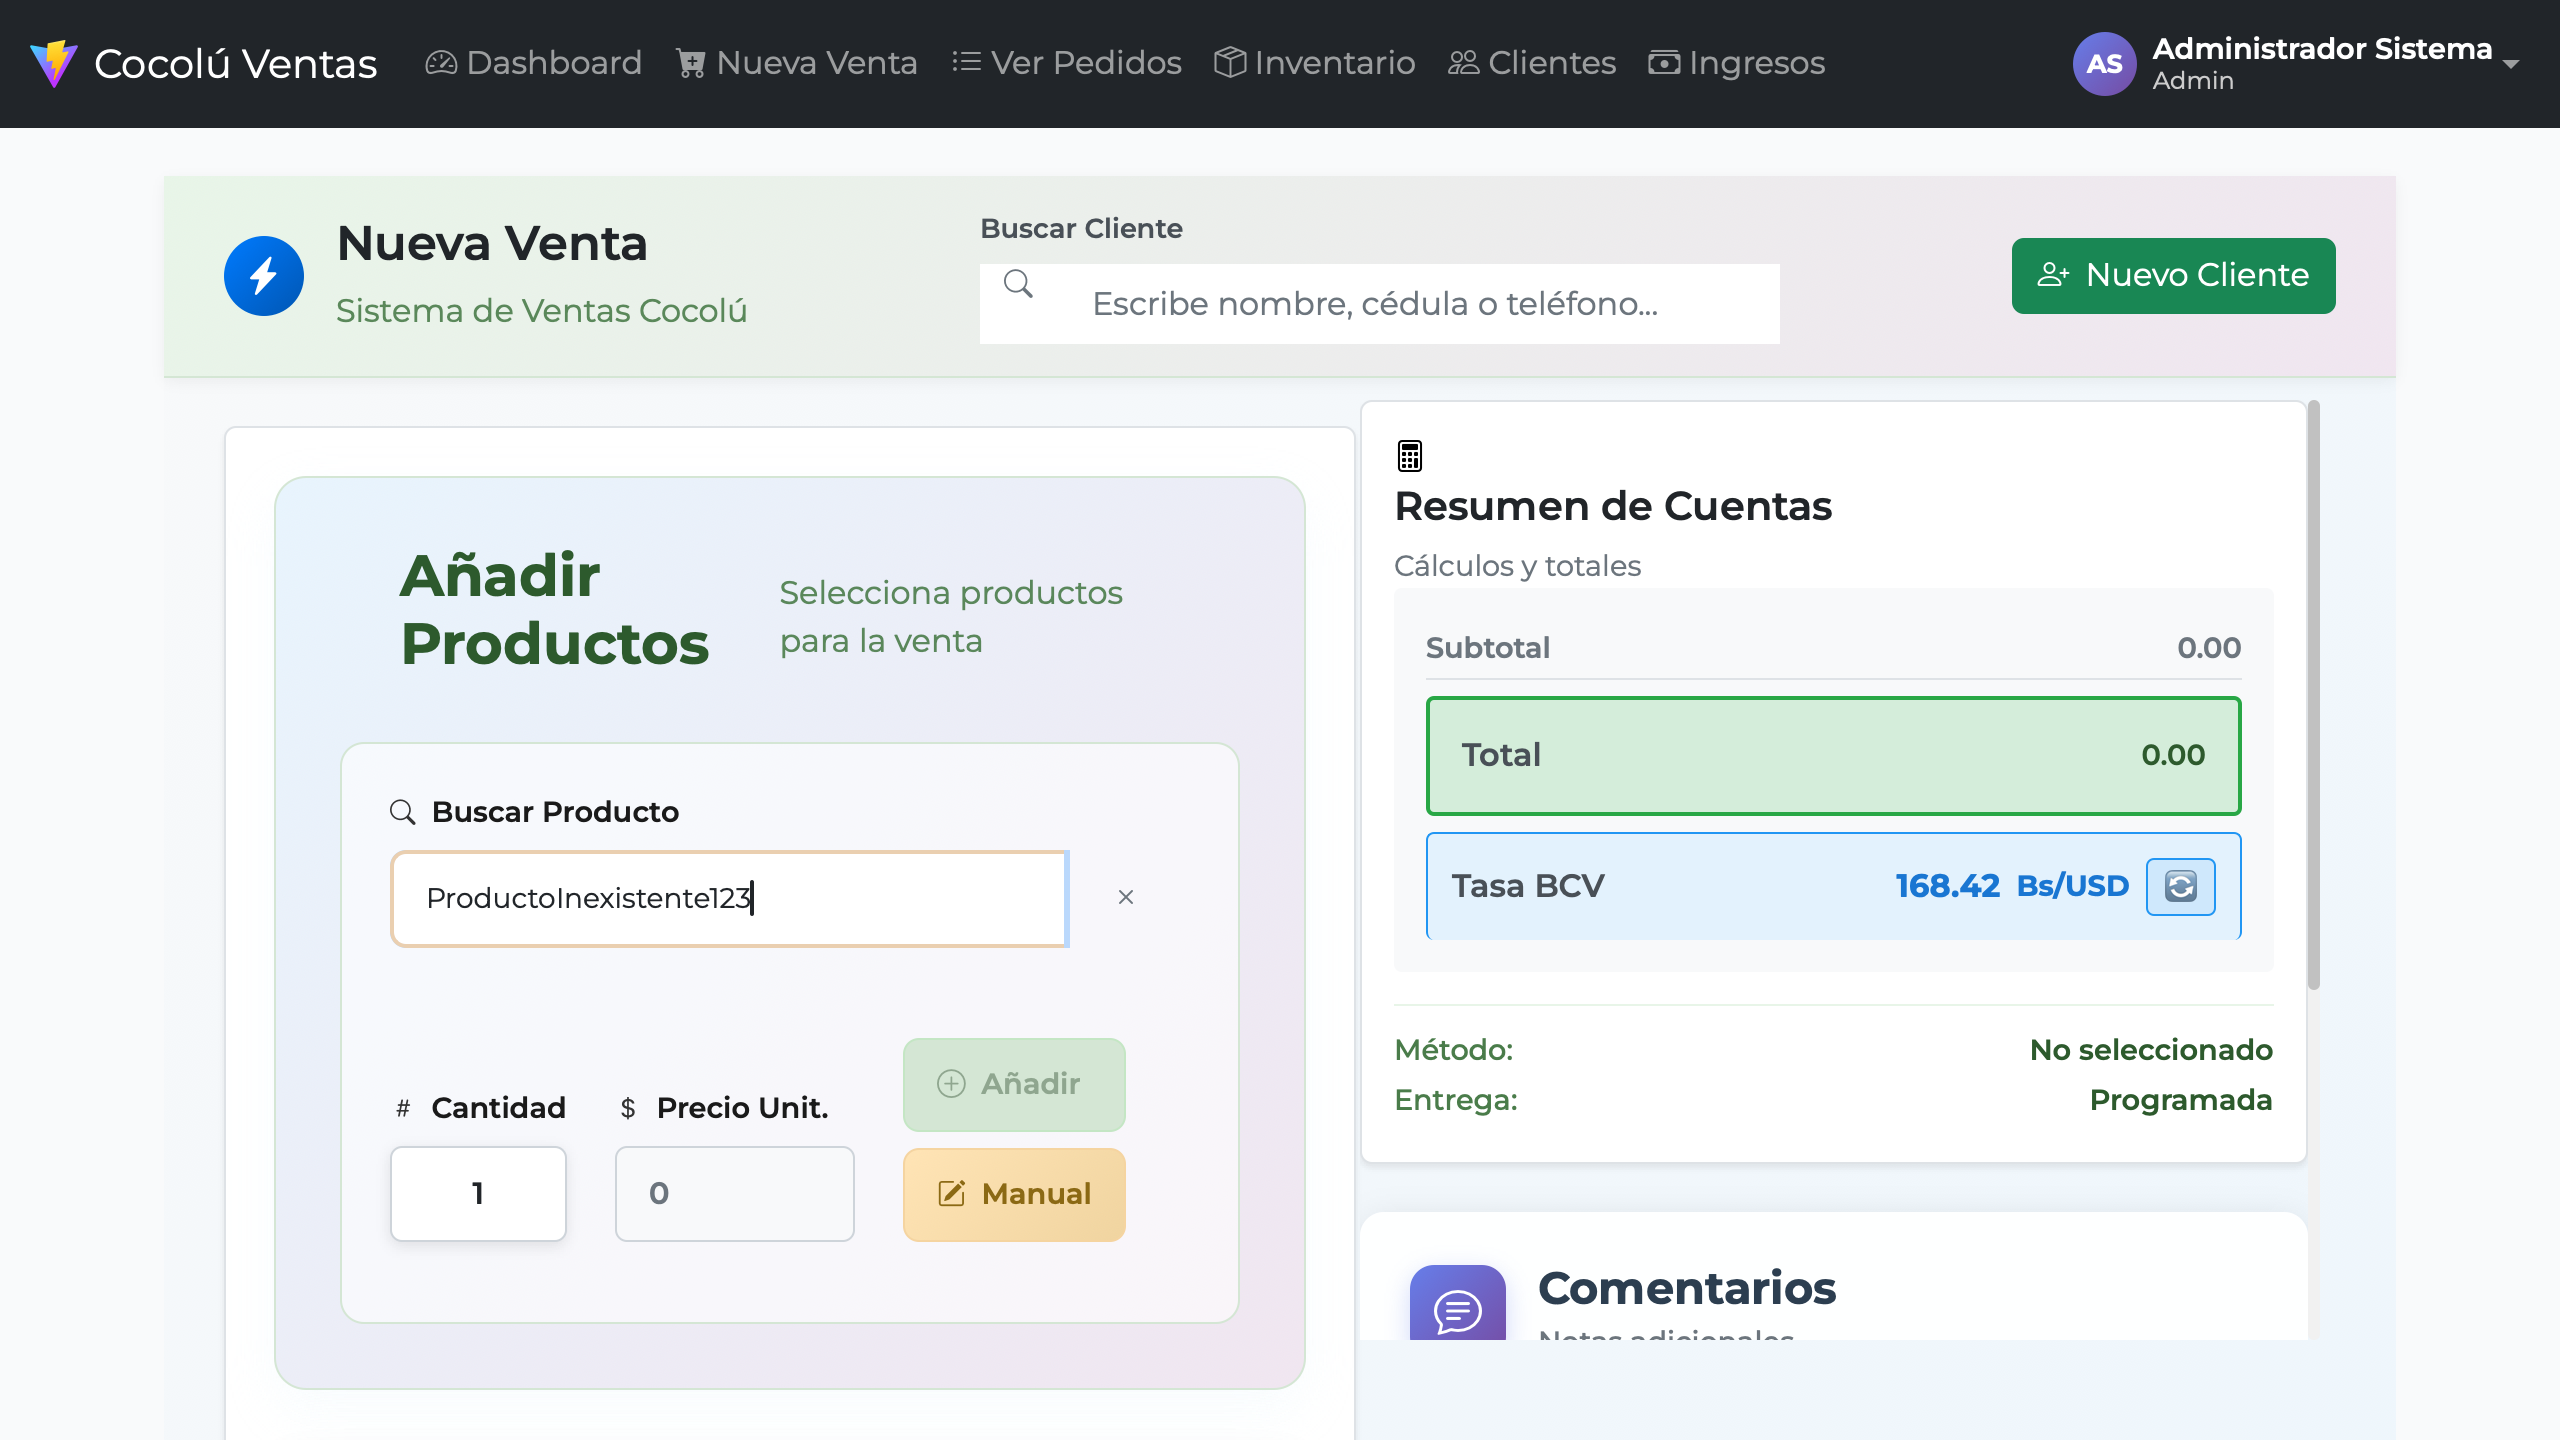 Cocolú Ventas
Dashboard
Nueva Venta
Ver Pedidos
Inventario
Clientes
Ingresos
AS
Administrador Sistema
Admin
Nueva Venta
Sistema de Ventas Cocolú
Buscar Cliente
Escribe nombre, cédula o teléfono...
Nuevo Cliente
Añadir
Productos
Selecciona productos
para la venta
Buscar Producto
ProductoInexistente123
×
# Cantidad
1
$ Precio Unit.
0
Añadir
Manual
Resumen de Cuentas
Cálculos y totales
Subtotal 0.00
Total 0.00
Tasa BCV 168.42 Bs/USD
Método: No seleccionado
Entrega: Programada
Comentarios
Notas adicionales